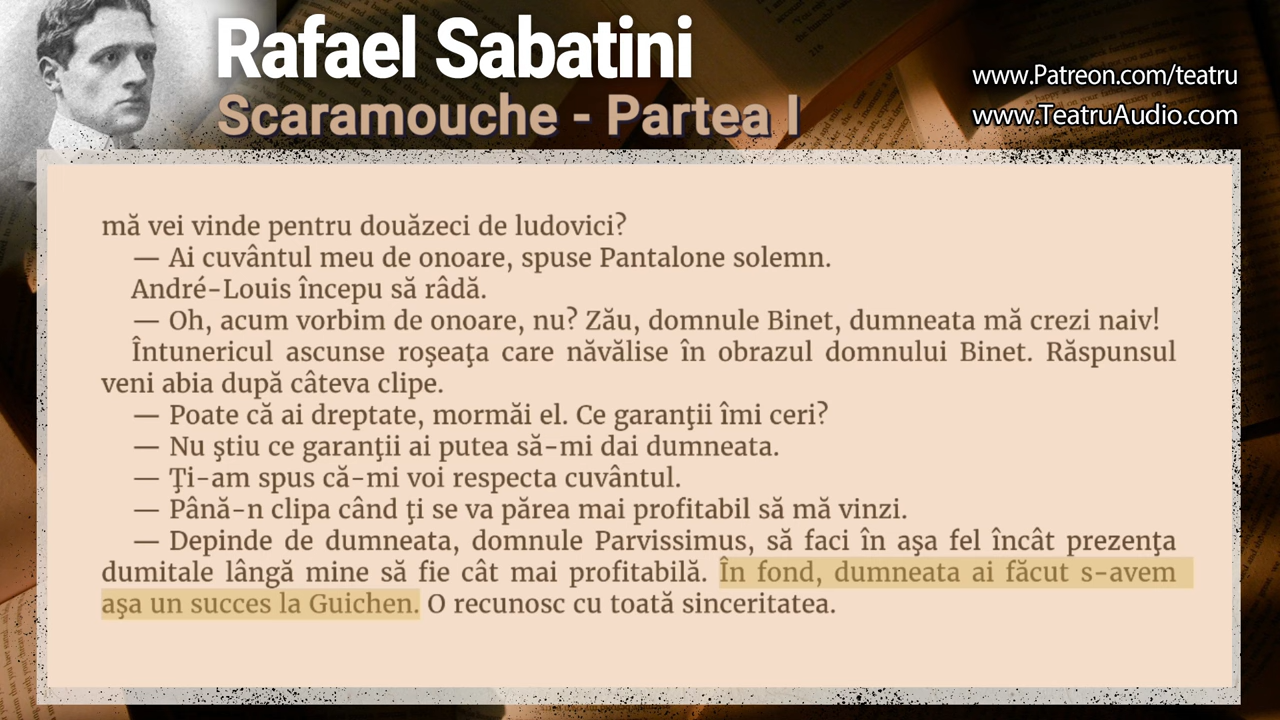 Rafael Sabatini
Scaramouche - Partea I
www.Patreon.com/teatru
www.TeatruAudio.com
mă vei vinde pentru douăzeci de ludovici?
— Ai cuvântul meu de onoare, spuse Pantalone solemn.
André-Louis începu să râdă.
— Oh, acum vorbim de onoare, nu? Zău, domnule Binet, dumneata mă crezi naiv!
Întunericul ascunse roşeaţa care năvălise în obrazul domnului Binet. Răspunsul
veni abia după câteva clipe.
— Poate că ai dreptate, mormăi el. Ce garanţii îmi ceri?
— Nu ştiu ce garanţii ai putea să-mi dai dumneata.
— Ţi-am spus că-mi voi respecta cuvântul.
— Până-n clipa când ţi se va părea mai profitabil să mă vinzi.
— Depinde de dumneata, domnule Parvissimus, să faci în aşa fel încât prezenţa
dumitale lângă mine să fie cât mai profitabilă. În fond, dumneata ai făcut s-avem
aşa un succes la Guichen. O recunosc cu toată sinceritatea.